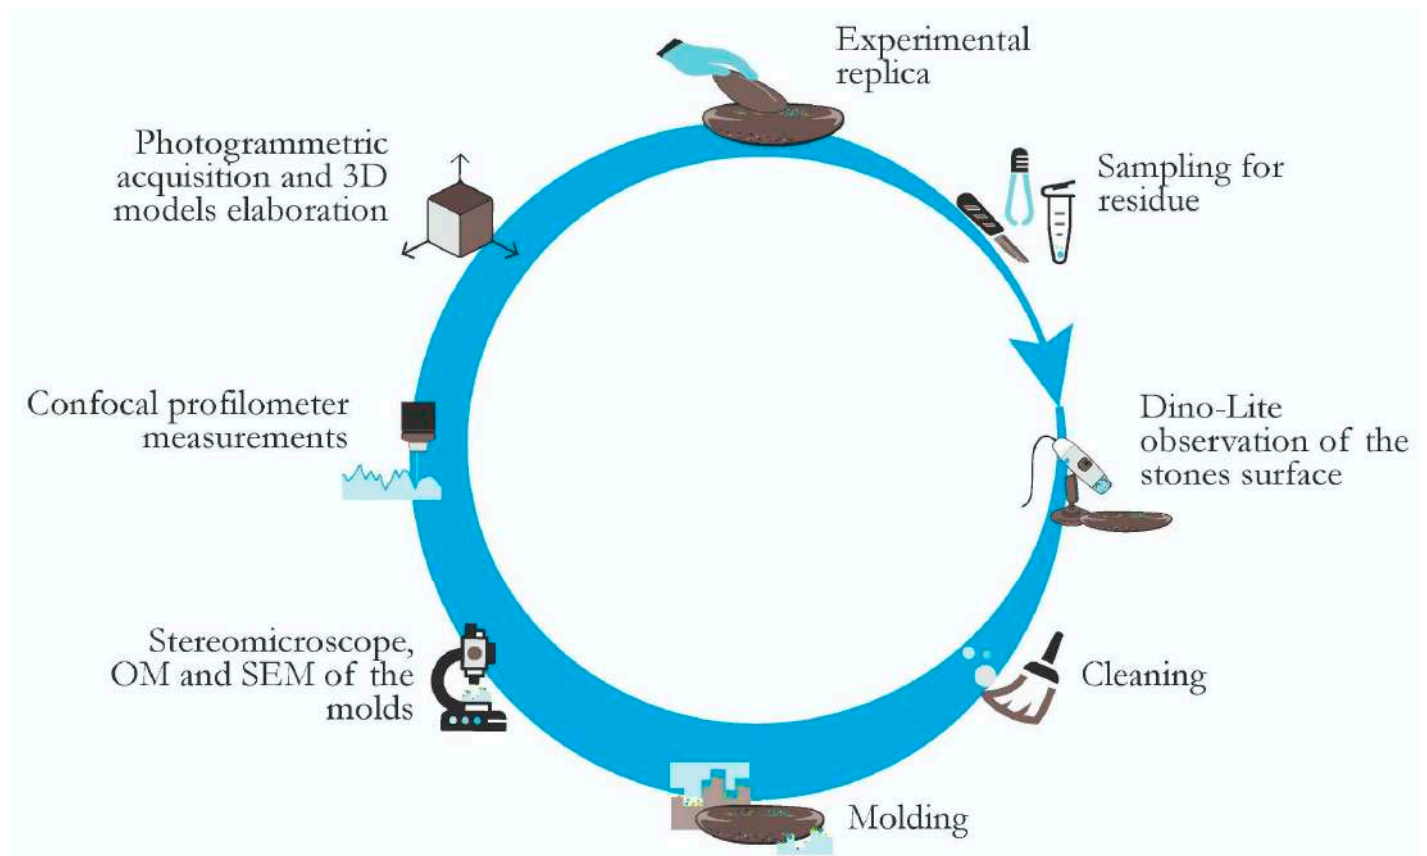 Experimental
replica
Sampling for
residue
Dino-Lite
observation of the
stones surface
Cleaning
Molding
Stereomicroscope,
OM and SEM of the
molds
Confocal profilometer
measurements
Photogrammetric
acquisition and 3D
models elaboration